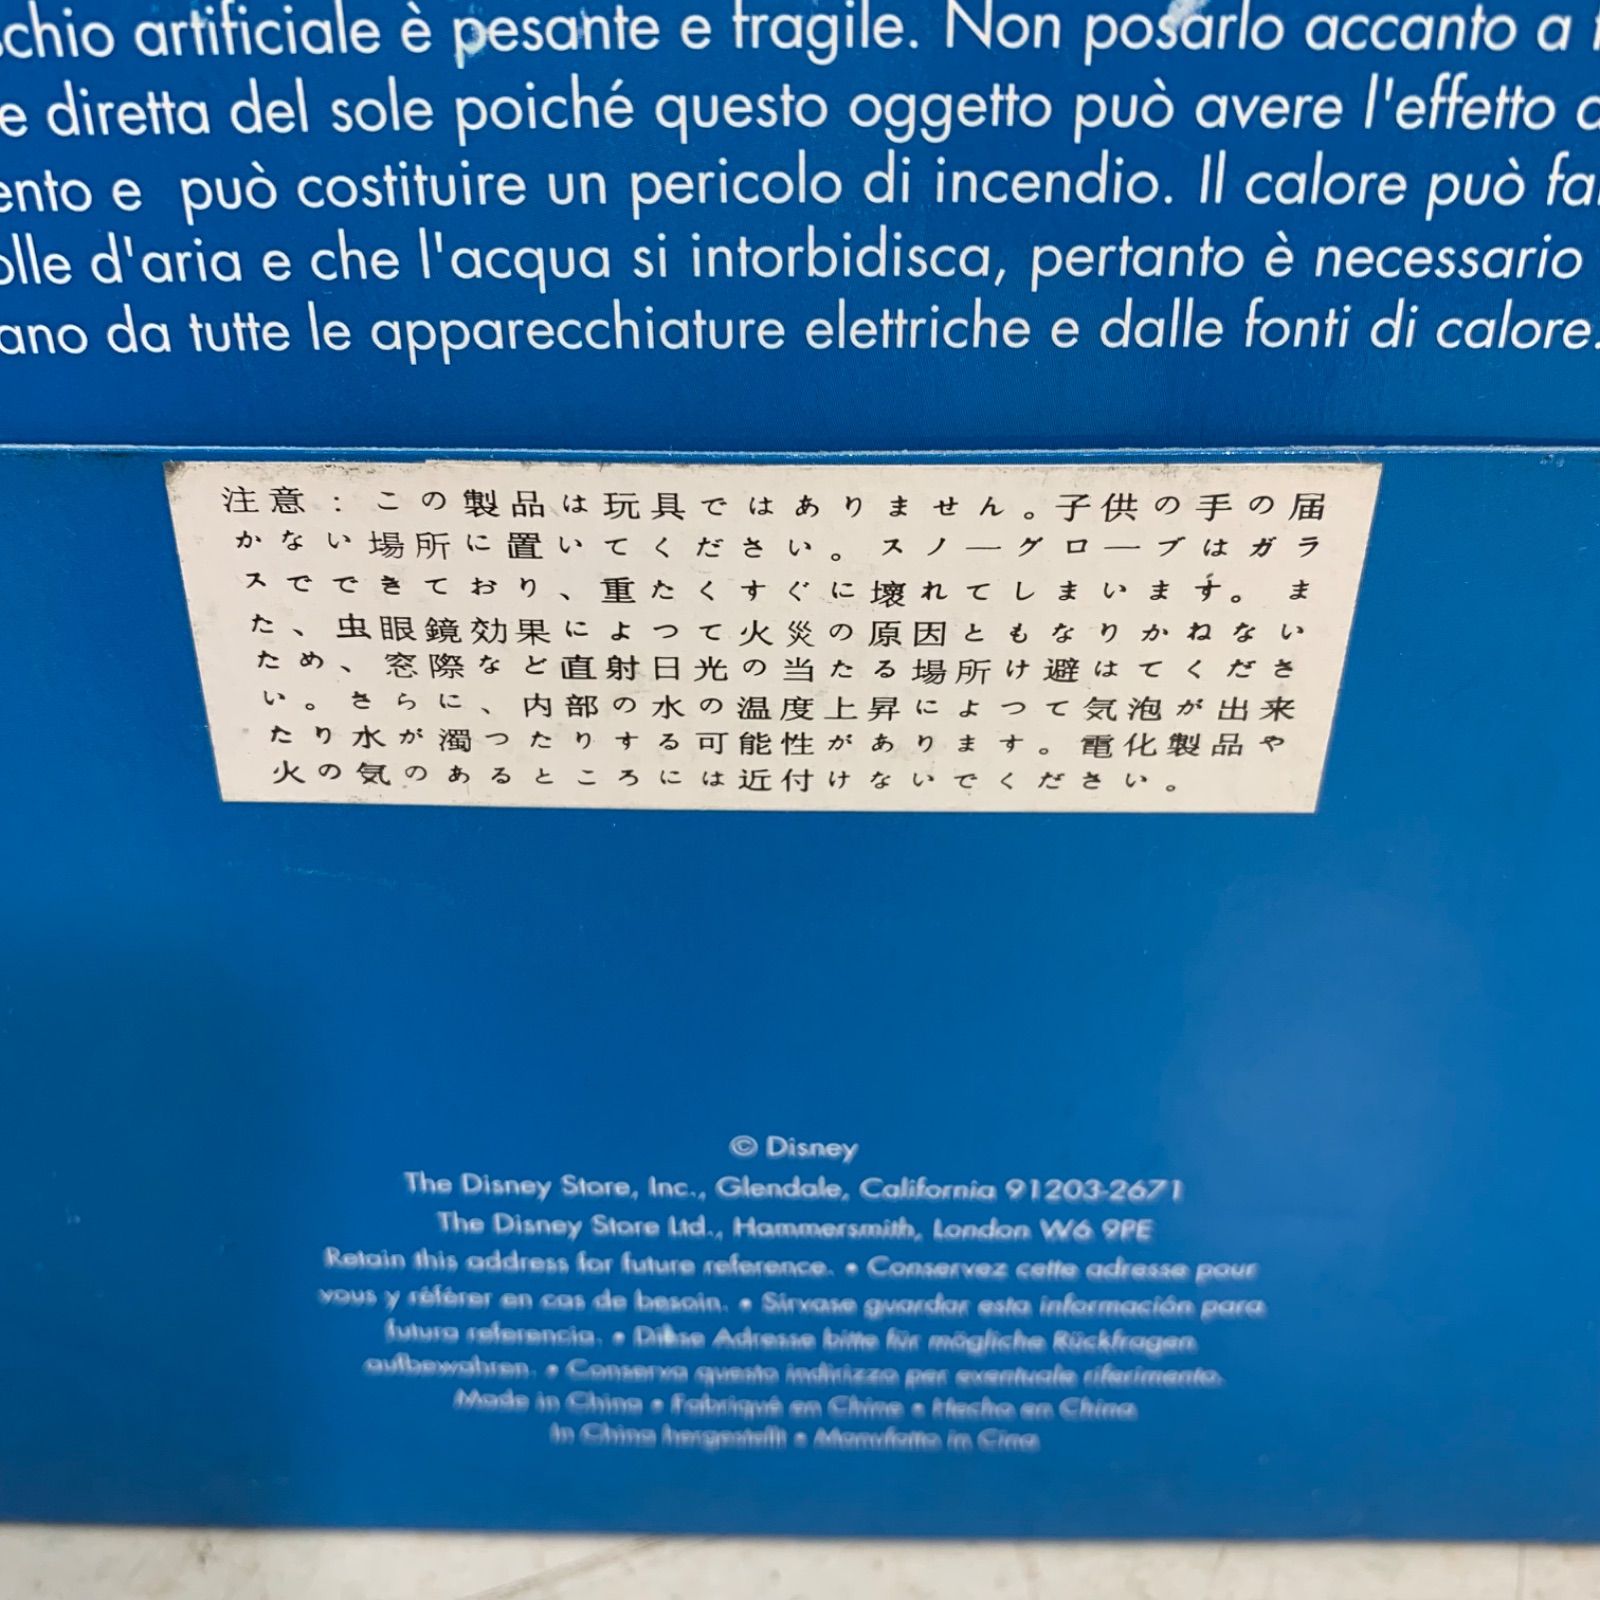 chio artificiale è pesante e fragile. Non posarlo accanto a
e diretta del sole poiché questo oggetto può avere l'effetto
ento e può costituire un pericolo di incendio. Il calore può
olle d'aria e che l'acqua si intorbidisca, pertanto è necessario
ano da tutte le apparecchiature elettriche e dalle fonti di calore.
注意：この製品は玩具ではありません。子供の手の届
かない場所に置いてください。スノーグローブはガラ
スでできており、重たくすぐに壊れてしまいます。ま
た、虫眼鏡効果によつて火災の原因ともなりかねない
ため、窓際など直射日光の当たる場所け避はてくださ
い。さらに、内部の水の温度上昇によつて気泡が出来
たり水が濁つたりする可能性があります。電化製品や
火の気のあるところには近付けないでください。
© Disney
The Disney Store, Inc., Glendale, California 91203-2671
The Disney Store Ltd., Hammersmith, London W6 9PE
Retain this address for future reference. • Conservez cette adresse pour
vous y référer en cas de besoin. • Sírvase guardar esta información para
futura referencia. • Diese Adresse bitte für mögliche Rückfragen
aufbewahren. • Conserva questo indirizzo per eventuale riferimento.
Made in China • Fabriqué en Chine • Hecho en China
In China hergestellt • Manufatto in Cina